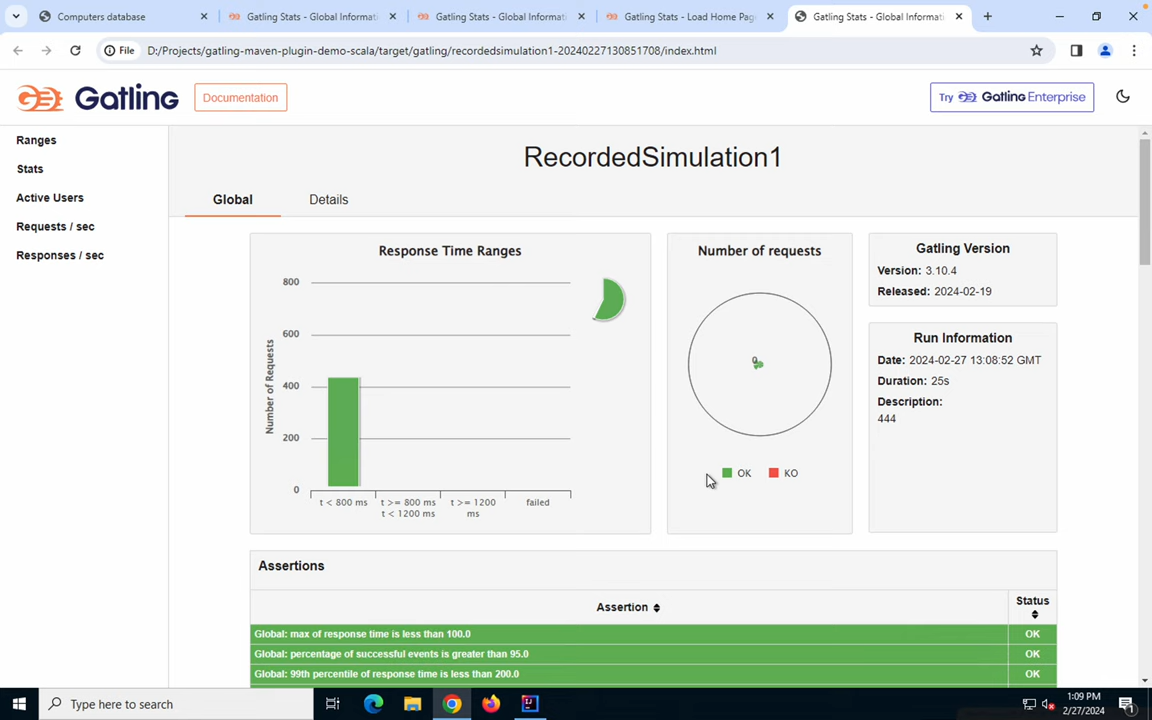 Computers database
Gatling Stats - Global Informati
Gatling Stats - Global Informati
Gatling Stats - Load Home Pag
Gatling Stats - Global Informati
File
D:/Projects/gatling-maven-plugin-demo-scala/target/gatling/recordedsimulation1-20240227130851708/index.html
Gatling
Documentation
Try Gatling Enterprise
Ranges
Stats
Active Users
Requests / sec
Responses / sec
RecordedSimulation1
Global
Details
Response Time Ranges
800
600
400
200
0
Number of Requests
t < 800 ms
t >= 800 ms
t < 1200 ms
t >= 1200
ms
failed
Number of requests
0
OK
KO
Gatling Version
Version: 3.10.4
Released: 2024-02-19
Run Information
Date: 2024-02-27 13:08:52 GMT
Duration: 25s
Description:
444
Assertions
Assertion
Status
Global: max of response time is less than 100.0
OK
Global: percentage of successful events is greater than 95.0
OK
Global: 99th percentile of response time is less than 200.0
OK
Type here to search
1:09 PM
2/27/2024
1